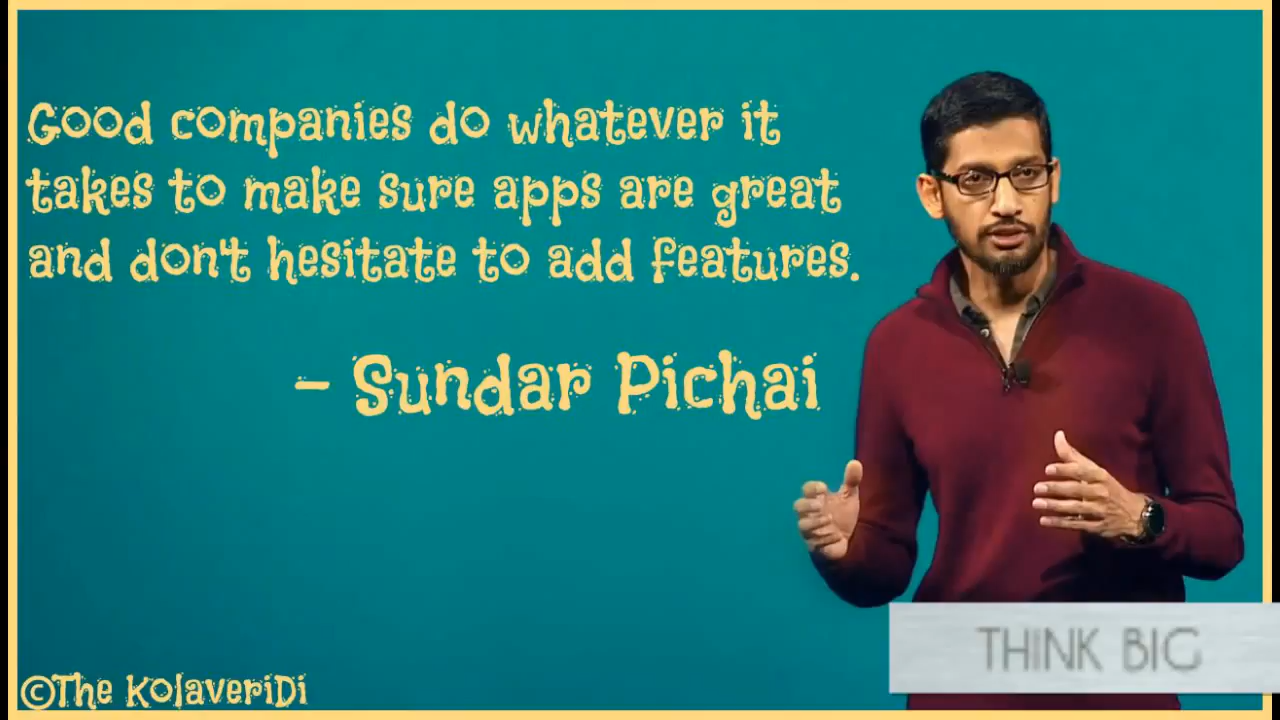 Good companies do whatever it
takes to make sure apps are great
and don't hesitate to add features.
- Sundar Pichai
THINK BIG
©The KolaveriDi